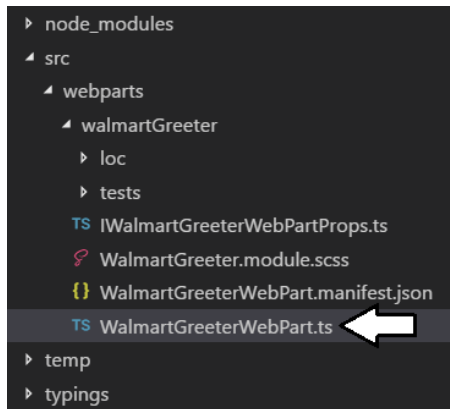 node_modules
src
webparts
walmartGreeter
loc
tests
TS IWalmartGreeterWebPartProps.ts
WalmartGreeter.module.scss
{} WalmartGreeterWebPart.manifest.json
TS WalmartGreeterWebPart.ts
temp
typings